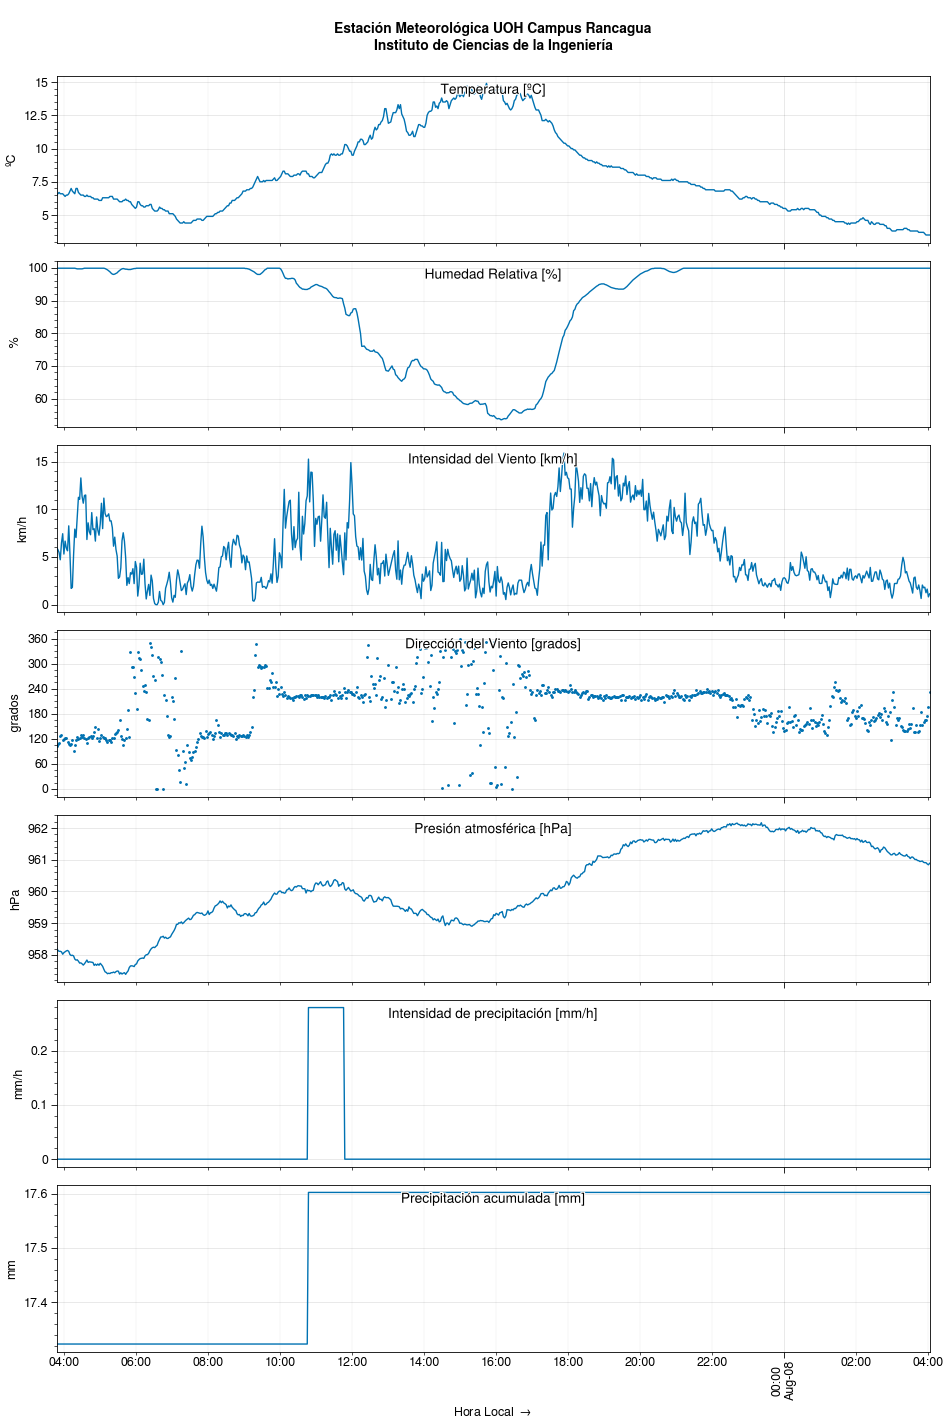 Estación Meteorológica UOH Campus Rancagua
Instituto de Ciencias de la Ingeniería
Temperatura [ºC]
15
12.5
10
7.5
5
ºC
Humedad Relativa [%]
100
90
80
70
60
%
Intensidad del Viento [km/h]
15
10
5
0
km/h
Dirección del Viento [grados]
360
300
240
180
120
60
0
grados
Presión atmosférica [hPa]
962
961
960
959
958
hPa
Intensidad de precipitación [mm/h]
0.2
0.1
0
mm/h
Precipitación acumulada [mm]
17.6
17.5
17.4
mm
04:00 06:00 08:00 10:00 12:00 14:00 16:00 18:00 20:00 22:00 00:00 02:00 04:00
Aug-08
Hora Local →